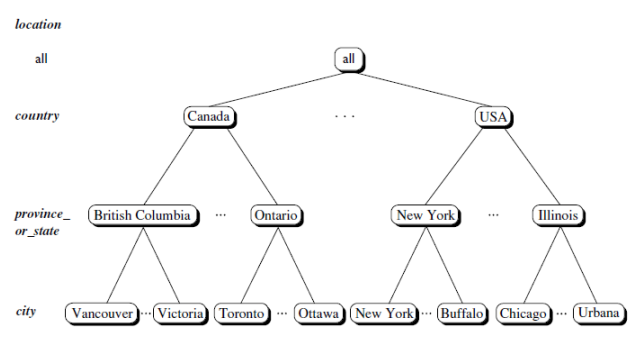 location
all all
country Canada ... USA
province_ British Columbia ... Ontario New York ... Illinois
or_state
city Vancouver ... Victoria Toronto ... Ottawa New York ... Buffalo Chicago ... Urbana